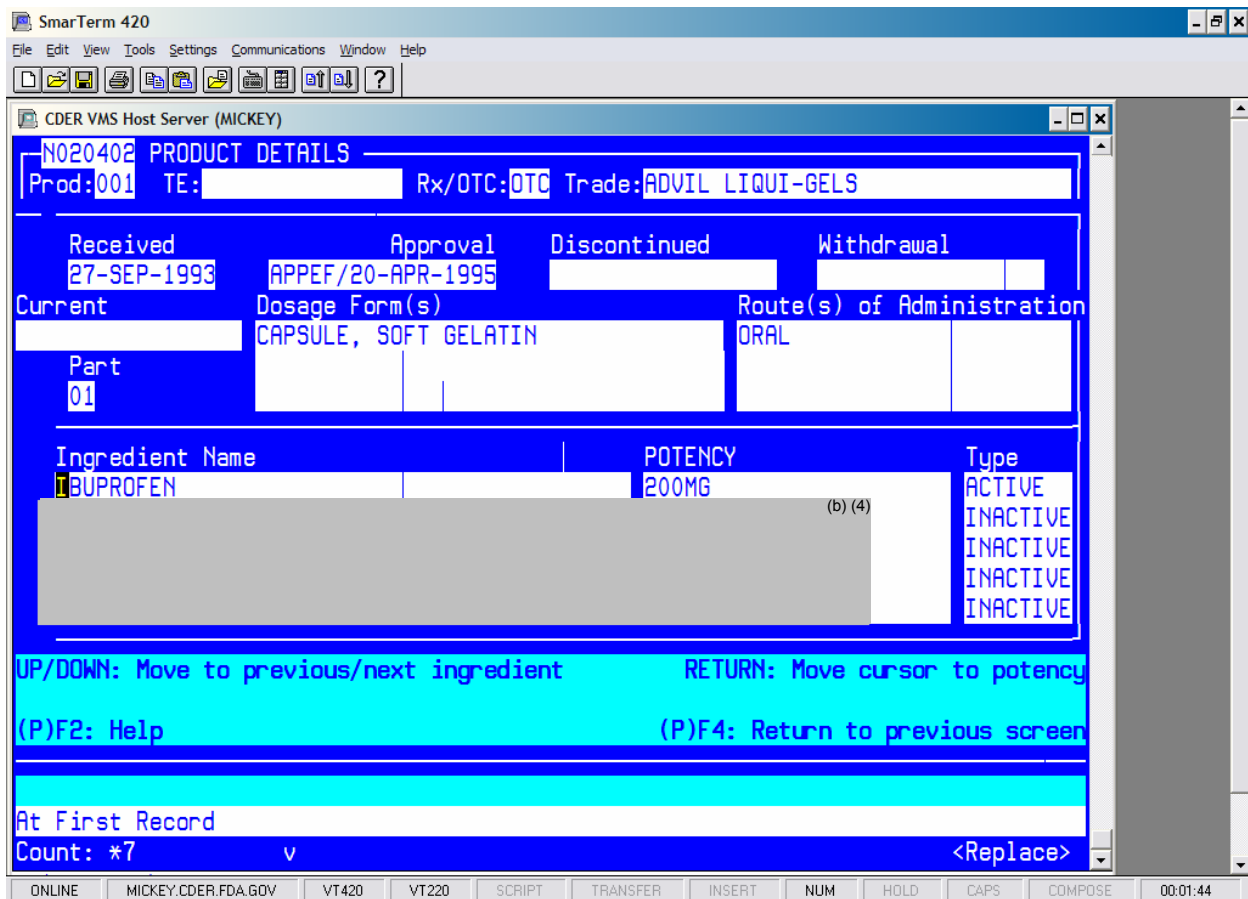 SmarTerm 420
File Edit View Tools Settings Communications Window Help
CDER VMS Host Server (MICKEY)
N020402 PRODUCT DETAILS
Prod:001 TE: Rx/OTC:OTC Trade:ADVIL LIQUI-GELS
Received Approval Discontinued Withdrawal
27-SEP-1993 APPEF/20-APR-1995
Current Dosage Form(s) Route(s) of Administration
CAPSULE, SOFT GELATIN ORAL
Part
01
Ingredient Name POTENCY Type
IBUPROFEN 200MG ACTIVE
(b) (4)
INACTIVE
INACTIVE
INACTIVE
INACTIVE
UP/DOWN: Move to previous/next ingredient RETURN: Move cursor to potency
(P)F2: Help (P)F4: Return to previous screen
At First Record
Count: *7 v <Replace>
ONLINE MICKEY.CDER.FDA.GOV VT420 VT220 SCRIPT TRANSFER INSERT NUM HOLD CAPS COMPOSE 00:01:44